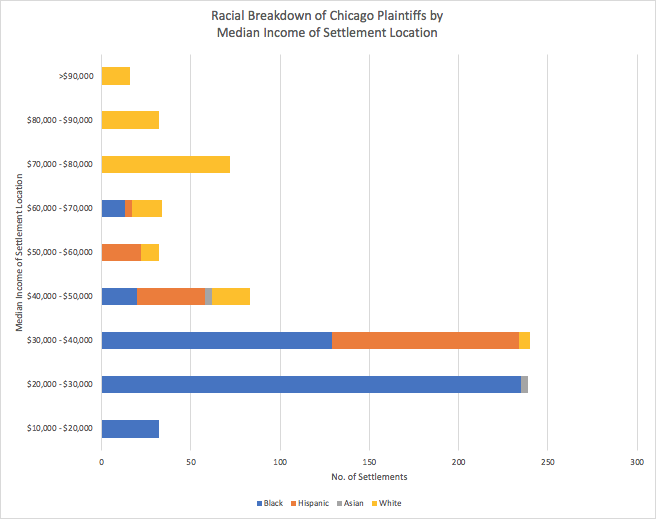 Racial Breakdown of Chicago Plaintiffs by
Median Income of Settlement Location
Median Income of Settlement Location
>$90,000
$80,000 - $90,000
$70,000 - $80,000
$60,000 - $70,000
$50,000 - $60,000
$40,000 - $50,000
$30,000 - $40,000
$20,000 - $30,000
$10,000 - $20,000
0 50 100 150 200 250 300
No. of Settlements
Black Hispanic Asian White